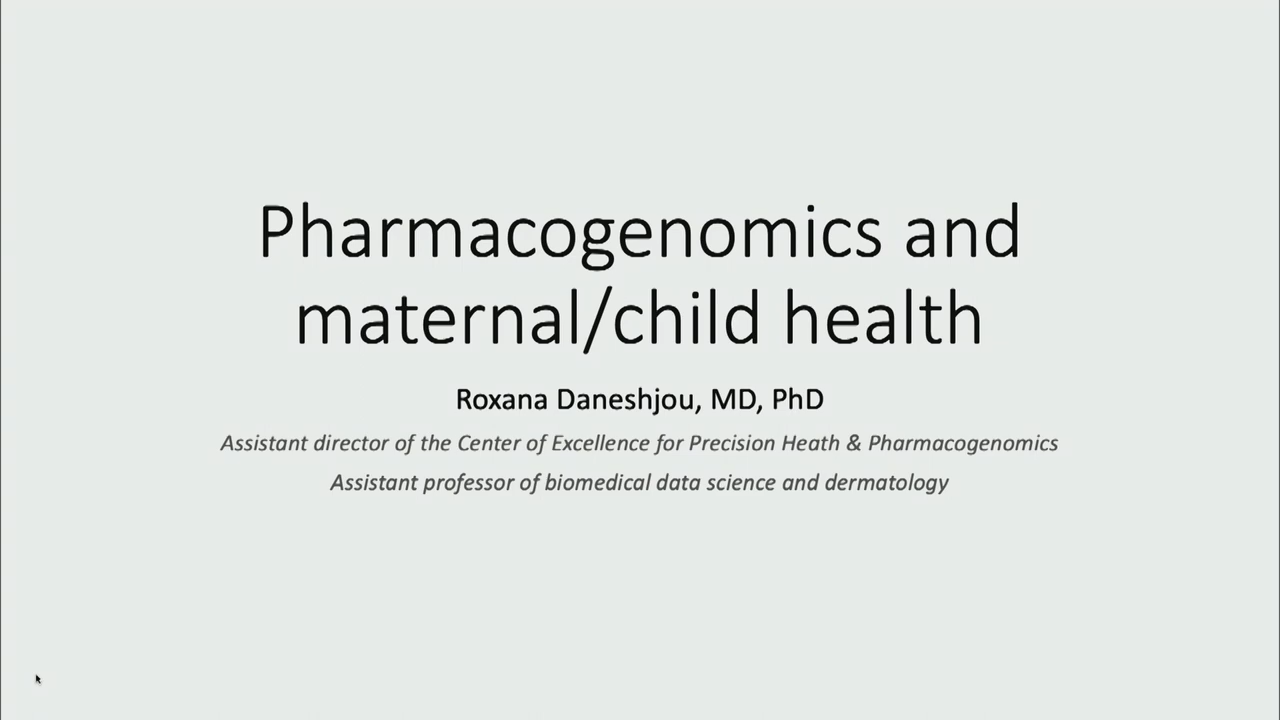 Pharmacogenomics and
maternal/child health
Roxana Daneshjou, MD, PhD
Assistant director of the Center of Excellence for Precision Heath & Pharmacogenomics
Assistant professor of biomedical data science and dermatology